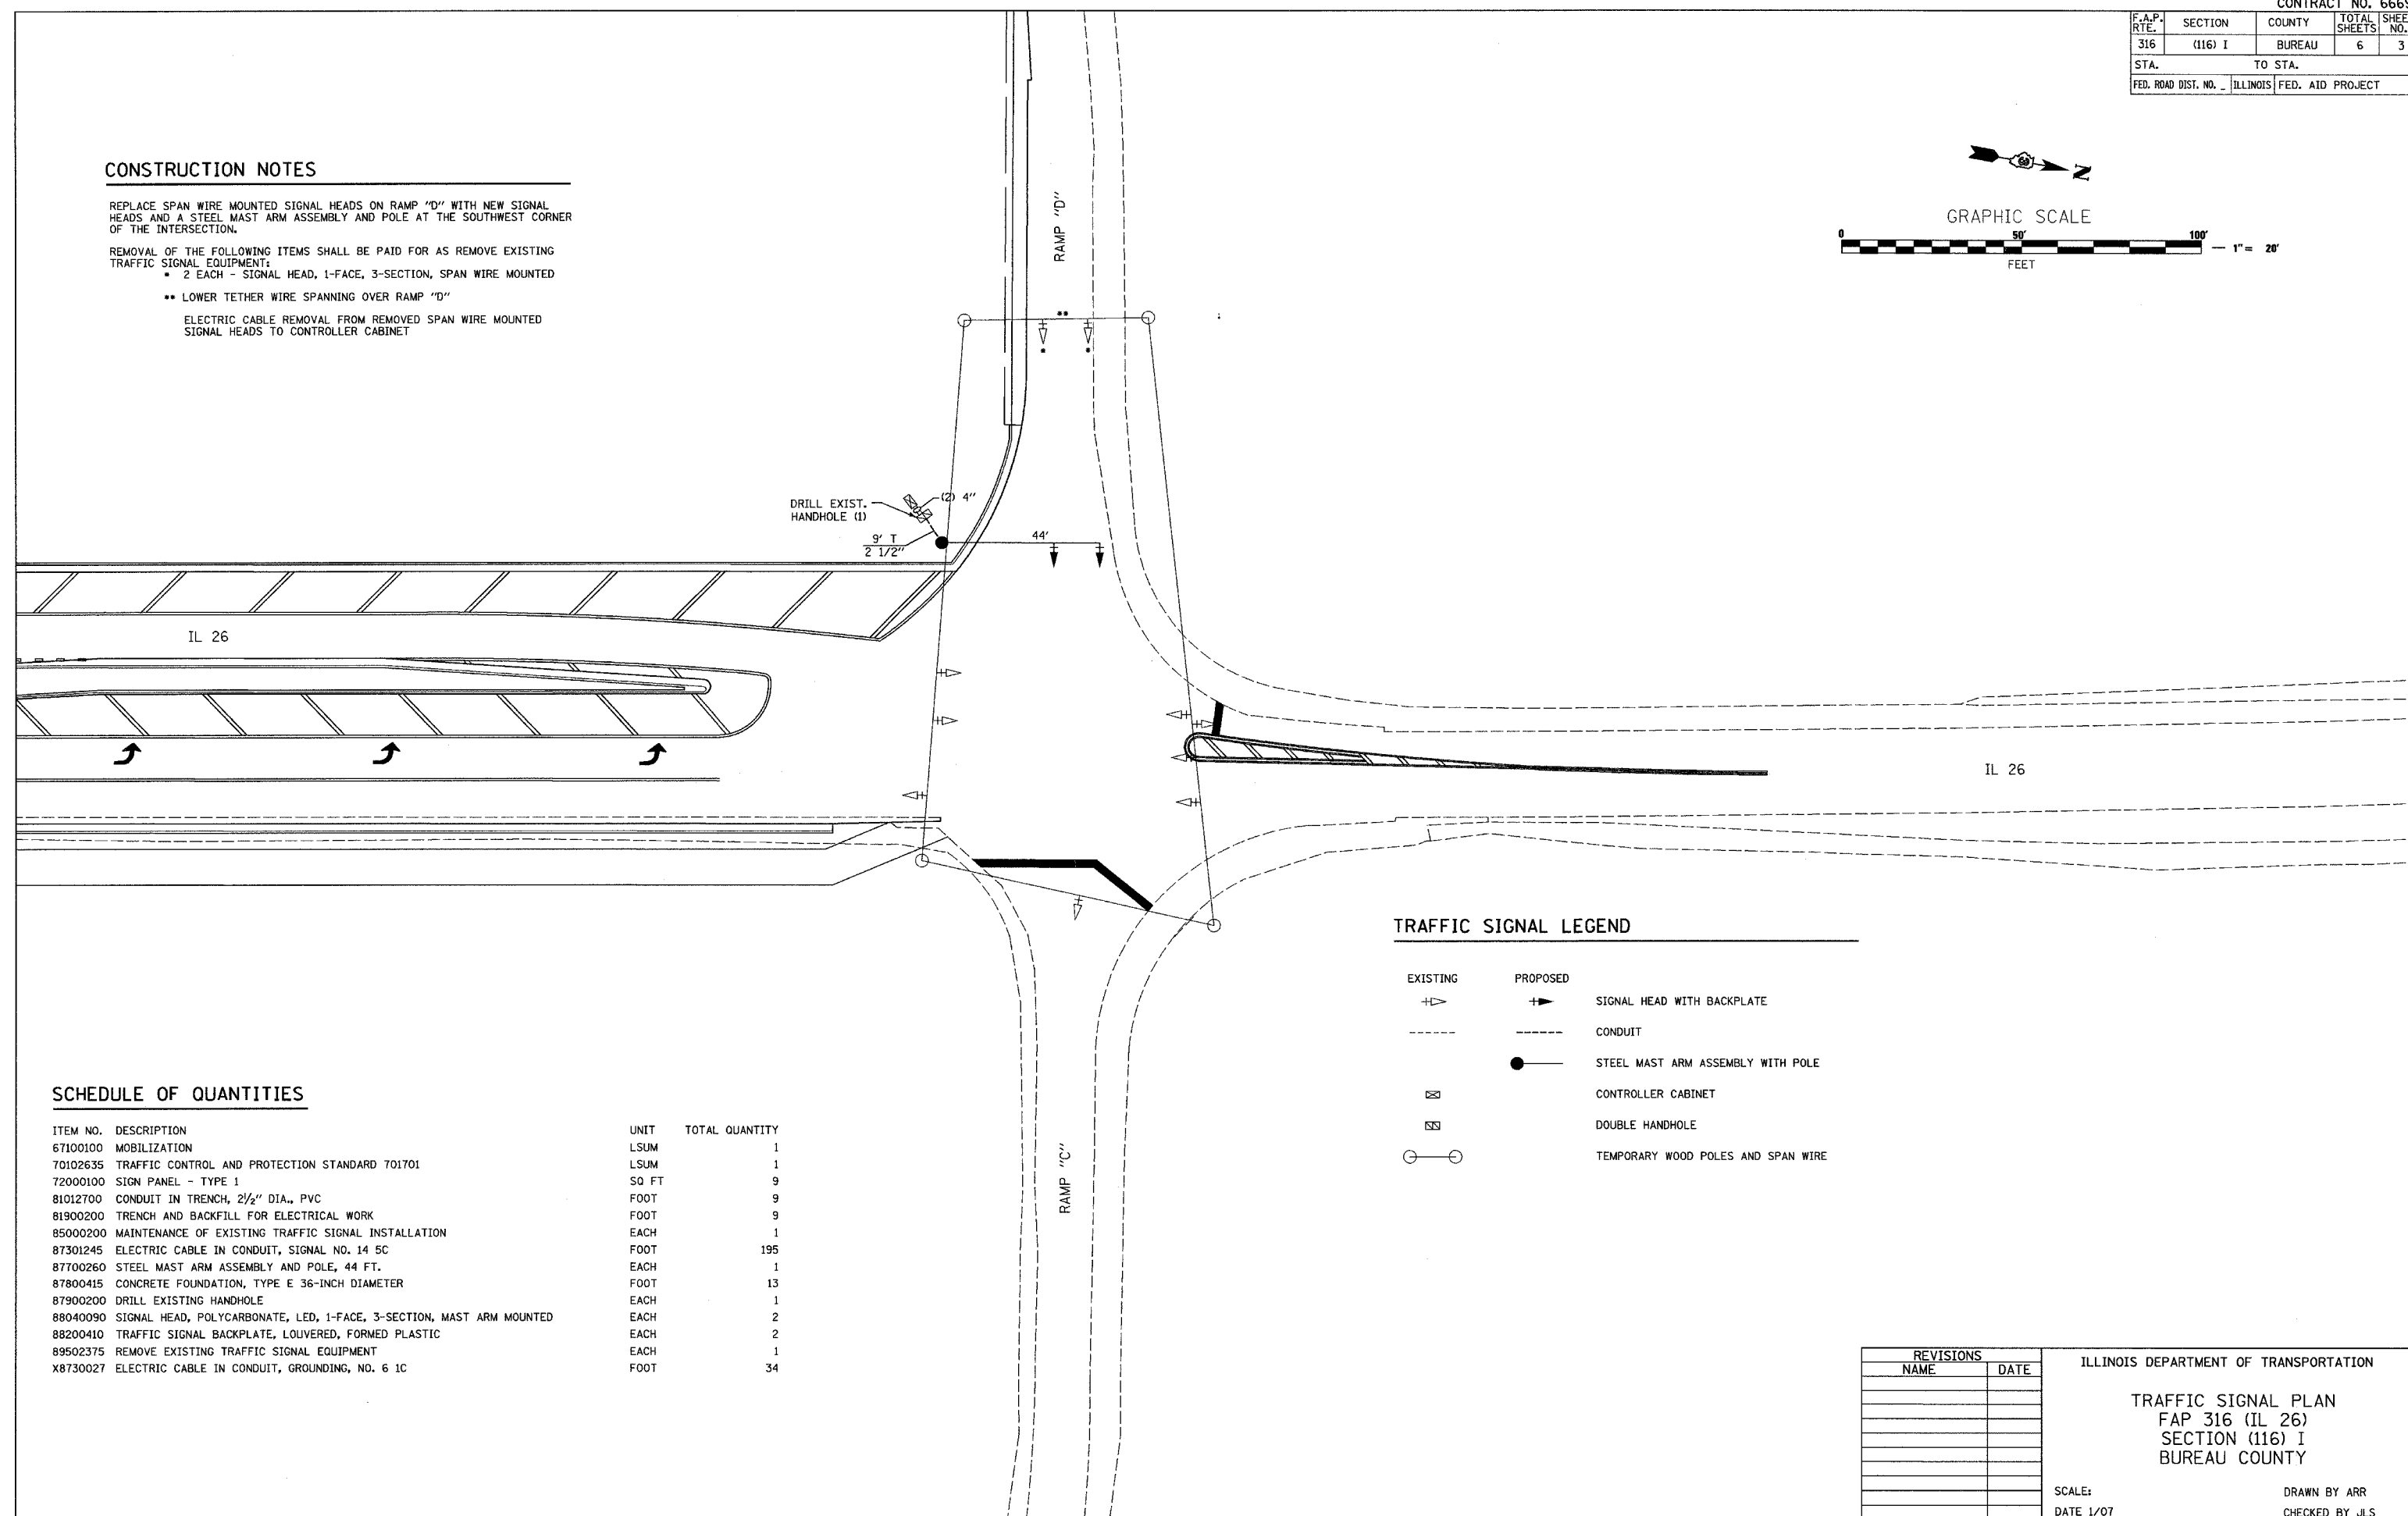 CONTRACT NO. 6669
F.A.P. RTE. SECTION COUNTY TOTAL SHEETS SHEE NO.
316 (116) I BUREAU 6 3
STA. TO STA.
FED. ROAD DIST. NO. _ ILLINOIS FED. AID PROJECT
CONSTRUCTION NOTES
REPLACE SPAN WIRE MOUNTED SIGNAL HEADS ON RAMP "D" WITH NEW SIGNAL
HEADS AND A STEEL MAST ARM ASSEMBLY AND POLE AT THE SOUTHWEST CORNER
OF THE INTERSECTION.
REMOVAL OF THE FOLLOWING ITEMS SHALL BE PAID FOR AS REMOVE EXISTING
TRAFFIC SIGNAL EQUIPMENT:
* 2 EACH - SIGNAL HEAD, 1-FACE, 3-SECTION, SPAN WIRE MOUNTED
** LOWER TETHER WIRE SPANNING OVER RAMP "D"
ELECTRIC CABLE REMOVAL FROM REMOVED SPAN WIRE MOUNTED
SIGNAL HEADS TO CONTROLLER CABINET
RAMP "D"
N
GRAPHIC SCALE
0 50' 100'
1" = 20'
FEET
**
* *
DRILL EXIST.
HANDHOLE (1)
(2) 4"
9' T
2 1/2"
44'
IL 26
IL 26
RAMP "C"
TRAFFIC SIGNAL LEGEND
EXISTING PROPOSED
SIGNAL HEAD WITH BACKPLATE
CONDUIT
STEEL MAST ARM ASSEMBLY WITH POLE
CONTROLLER CABINET
DOUBLE HANDHOLE
TEMPORARY WOOD POLES AND SPAN WIRE
SCHEDULE OF QUANTITIES
ITEM NO. DESCRIPTION UNIT TOTAL QUANTITY
67100100 MOBILIZATION LSUM 1
70102635 TRAFFIC CONTROL AND PROTECTION STANDARD 701701 LSUM 1
72000100 SIGN PANEL - TYPE 1 SQ FT 9
81012700 CONDUIT IN TRENCH, 2½" DIA., PVC FOOT 9
81900200 TRENCH AND BACKFILL FOR ELECTRICAL WORK FOOT 9
85000200 MAINTENANCE OF EXISTING TRAFFIC SIGNAL INSTALLATION EACH 1
87301245 ELECTRIC CABLE IN CONDUIT, SIGNAL NO. 14 5C FOOT 195
87700260 STEEL MAST ARM ASSEMBLY AND POLE, 44 FT. EACH 1
87800415 CONCRETE FOUNDATION, TYPE E 36-INCH DIAMETER FOOT 13
87900200 DRILL EXISTING HANDHOLE EACH 1
88040090 SIGNAL HEAD, POLYCARBONATE, LED, 1-FACE, 3-SECTION, MAST ARM MOUNTED EACH 2
88200410 TRAFFIC SIGNAL BACKPLATE, LOUVERED, FORMED PLASTIC EACH 2
89502375 REMOVE EXISTING TRAFFIC SIGNAL EQUIPMENT EACH 1
X8730027 ELECTRIC CABLE IN CONDUIT, GROUNDING, NO. 6 1C FOOT 34
REVISIONS
NAME DATE
ILLINOIS DEPARTMENT OF TRANSPORTATION
TRAFFIC SIGNAL PLAN
FAP 316 (IL 26)
SECTION (116) I
BUREAU COUNTY
SCALE: DRAWN BY ARR
DATE 1/07 CHECKED BY JLS